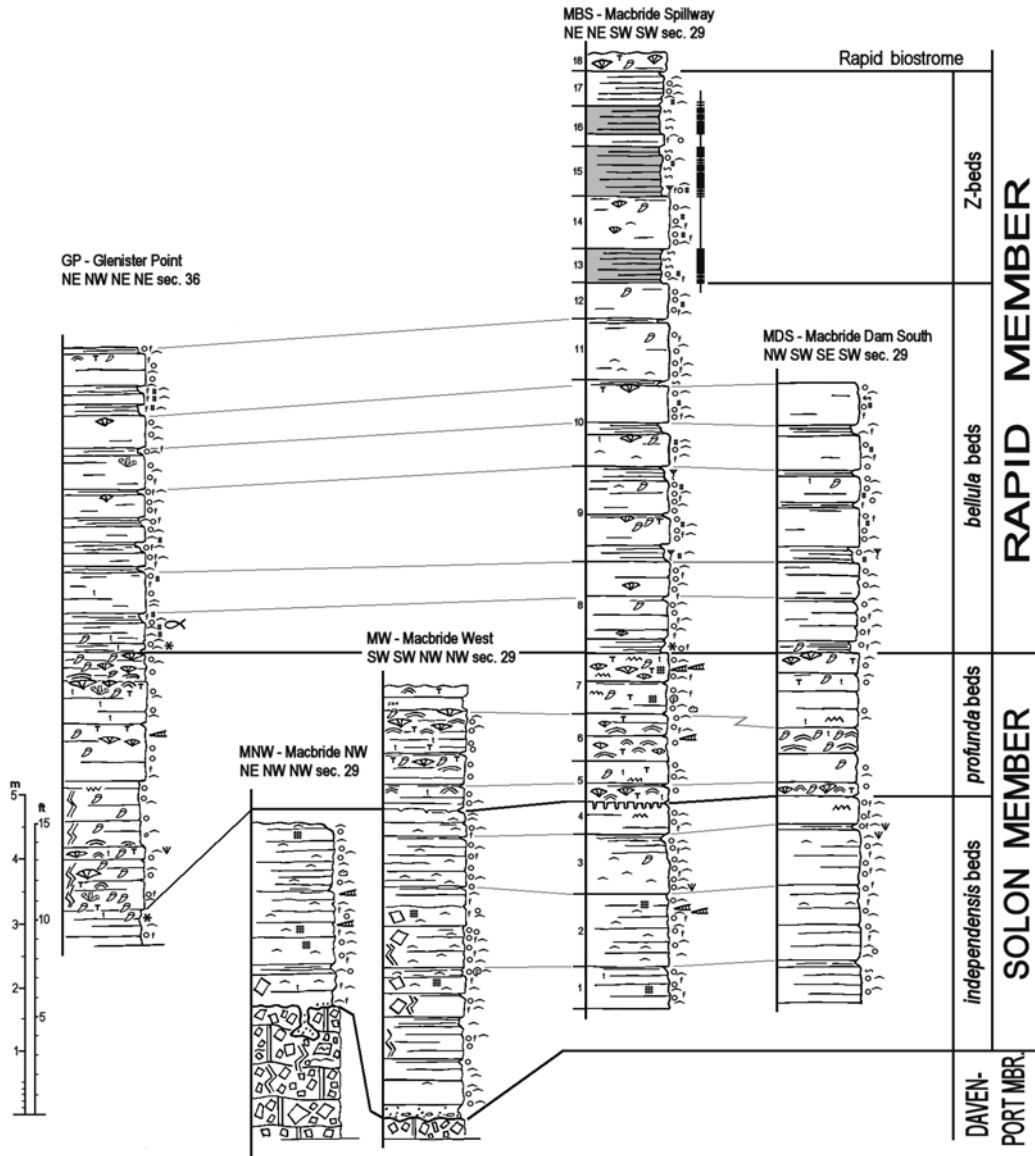 MBS - Macbride Spillway
NE NE SW SW sec. 29
Rapid biostrome
18
17
16
15
14
13
12
11
10
9
8
7
6
5
4
3
2
1
GP - Glenister Point
NE NW NE NE sec. 36
MDS - Macbride Dam South
NW SW SE SW sec. 29
MW - Macbride West
SW SW NW NW sec. 29
MNW - Macbride NW
NE NW NW sec. 29
m
ft
5
15
4
3
10
2
5
1
Z-beds
bellula beds
profunda beds
independensis beds
RAPID MEMBER
SOLON MEMBER
DAVEN-
PORT MBR.